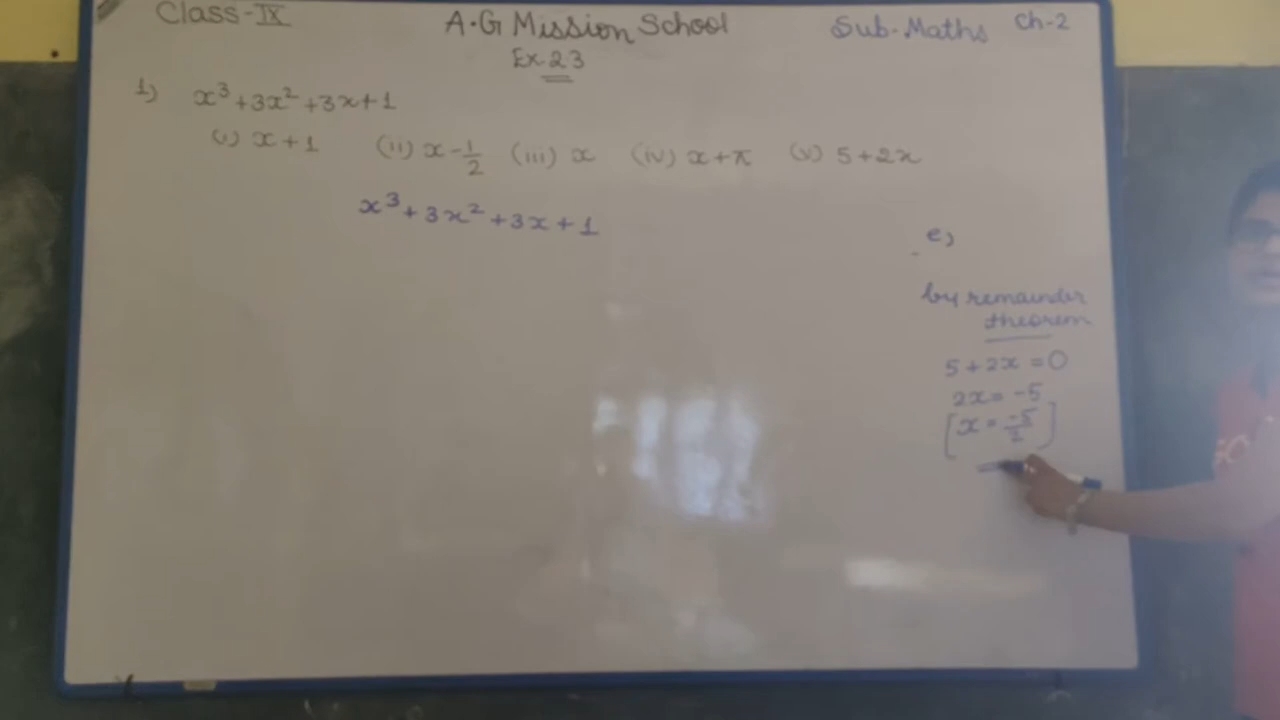 Class-IX A.G Mission School Sub-Maths Ch-2
Ex-2.3
1) x³+3x²+3x+1
(i) x+1 (ii) x-1/2 (iii) x (iv) x+π (v) 5+2x
x³+3x²+3x+1
e)
by remainder
theorem
5+2x=0
2x=-5
[x=-5/2]